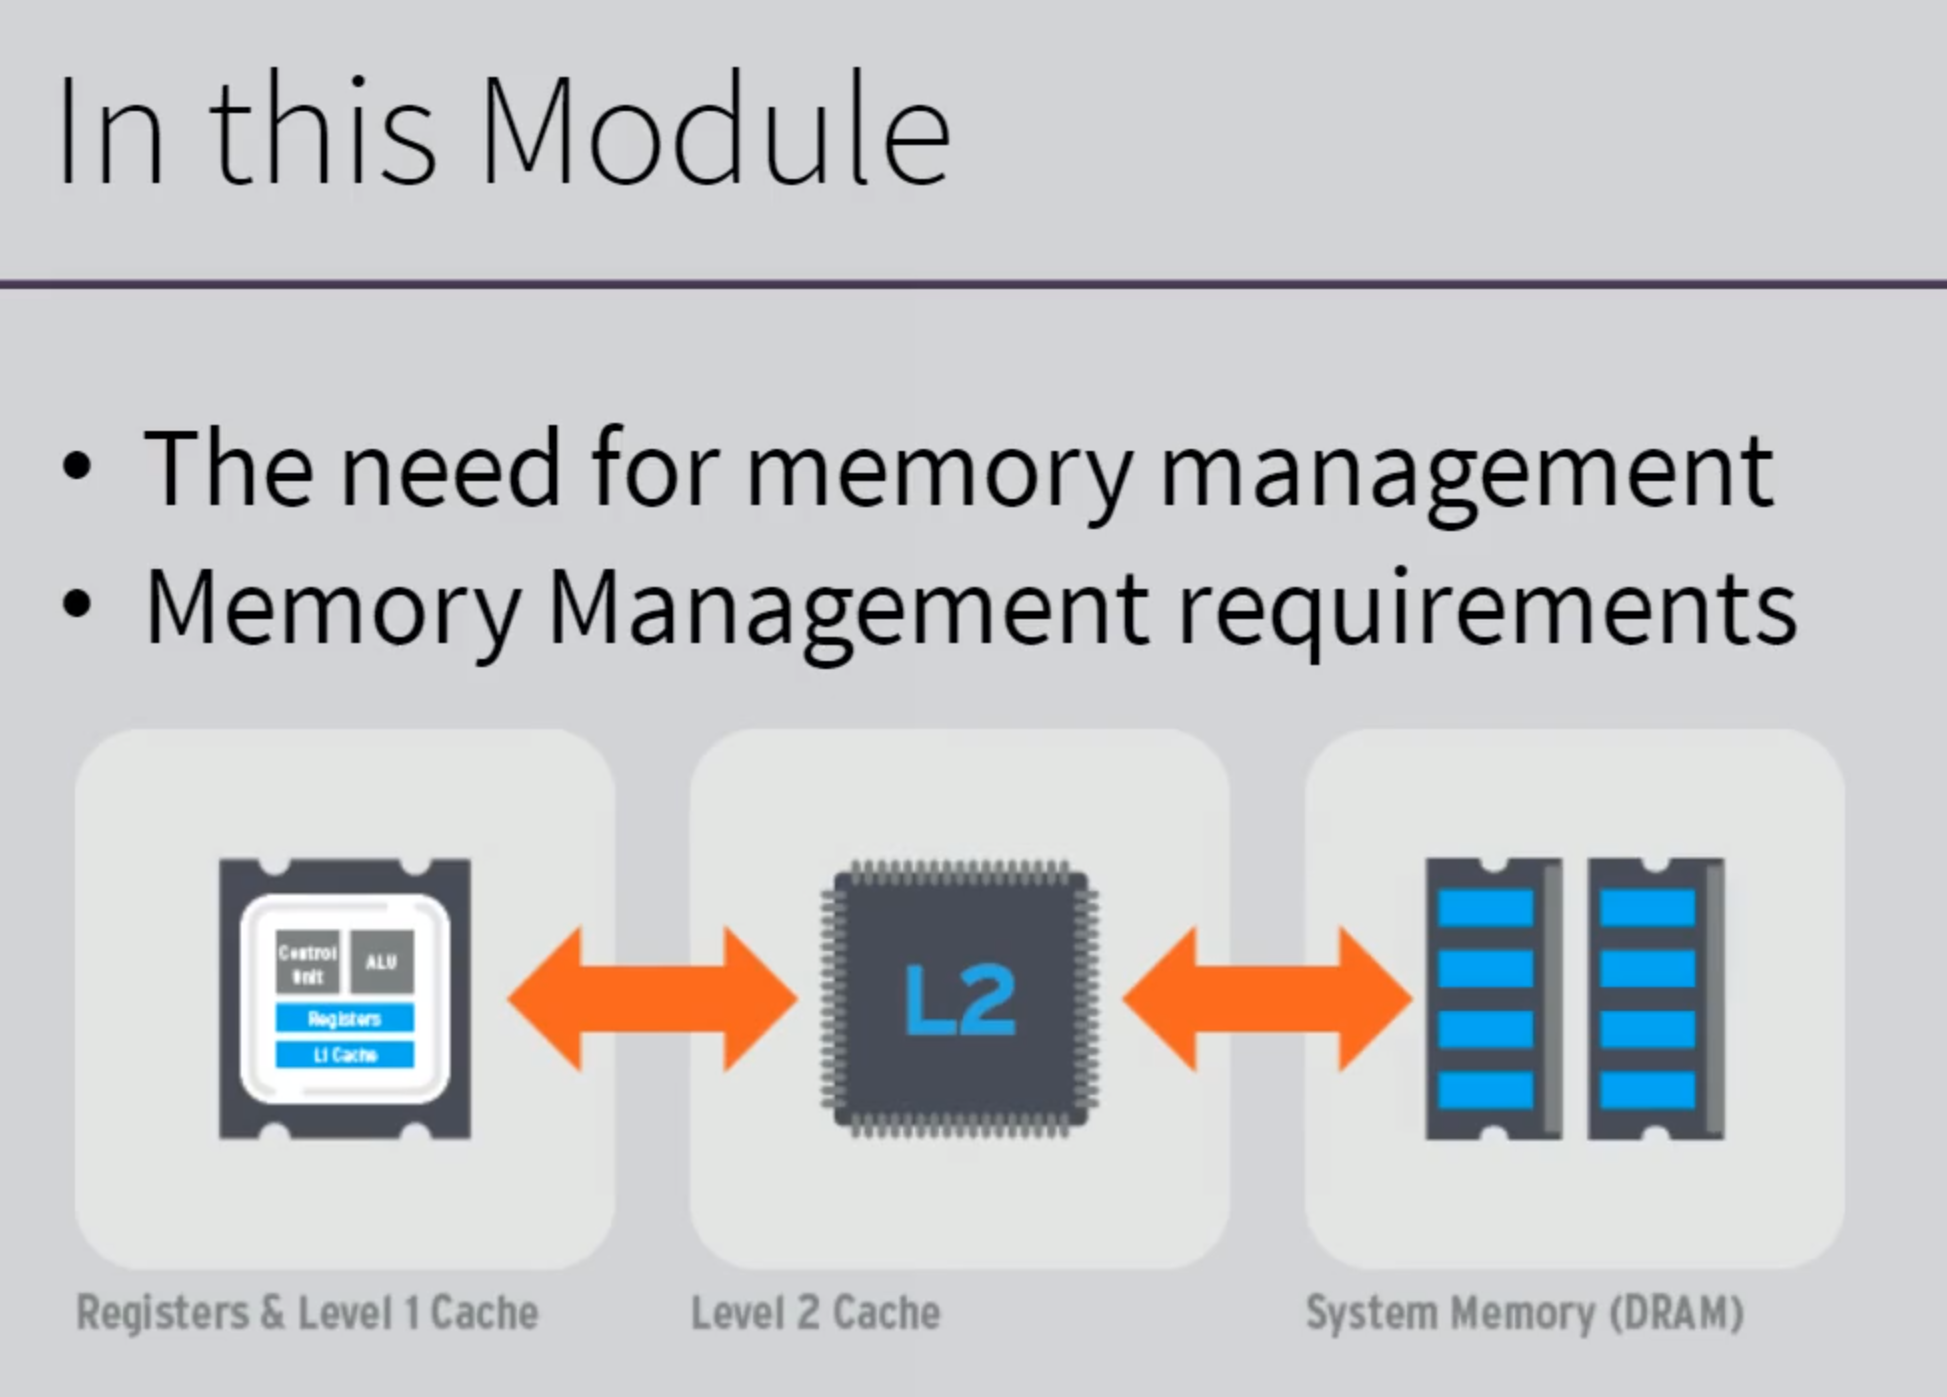 In this Module
• The need for memory management
• Memory Management requirements
Control
Unit
ALU
Registers
L1 Cache
L2
Registers & Level 1 Cache
Level 2 Cache
System Memory (DRAM)